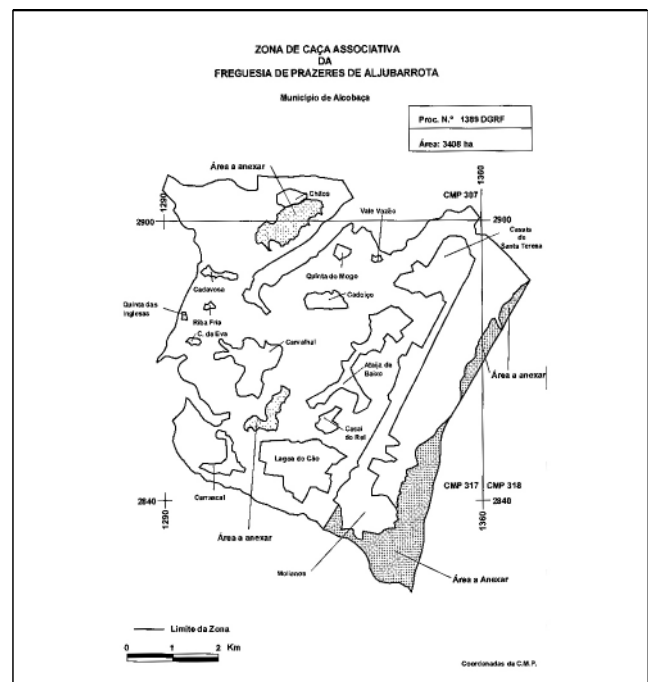 ZONA DE CAÇA ASSOCIATIVA
DA
FREGUESIA DE PRAZERES DE ALJUBARROTA
Município de Alcobaça
Proc. N.º 1389 DGRF
Área: 3408 ha
Área a anexar
1290
1360
CMP 307
Chãos
Vale Vazão
2900
2900
Casais de
Santa Teresa
Quinta do Mogo
Cadavosa
Cadoiço
Quinta das
Inglesas
Riba Fria
C. da Eva
Carvalhal
Ataija de
Baixo
Área a anexar
Casal
do Rei
Lagoa do Cão
CMP 317
CMP 318
Carrascal
2840
2840
1290
1360
Área a anexar
Molianos
Área a Anexar
Limite da Zona
0 1 2 Km
Coordenadas da C.M.P.